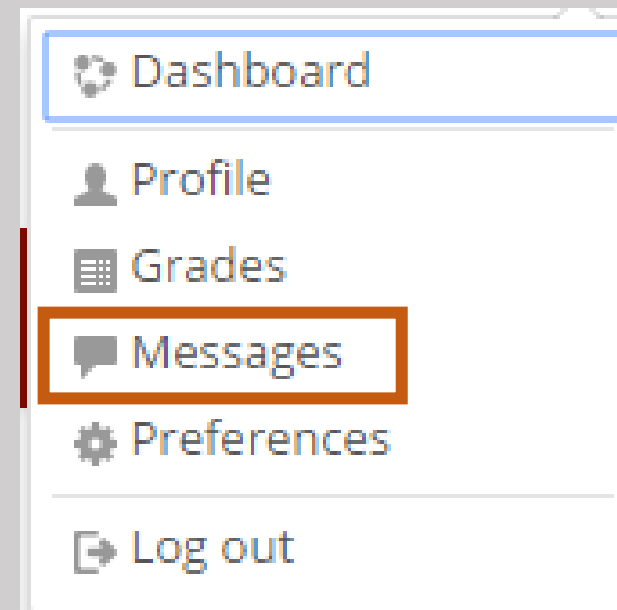 Dashboard
Profile
Grades
Messages
Preferences
Log out